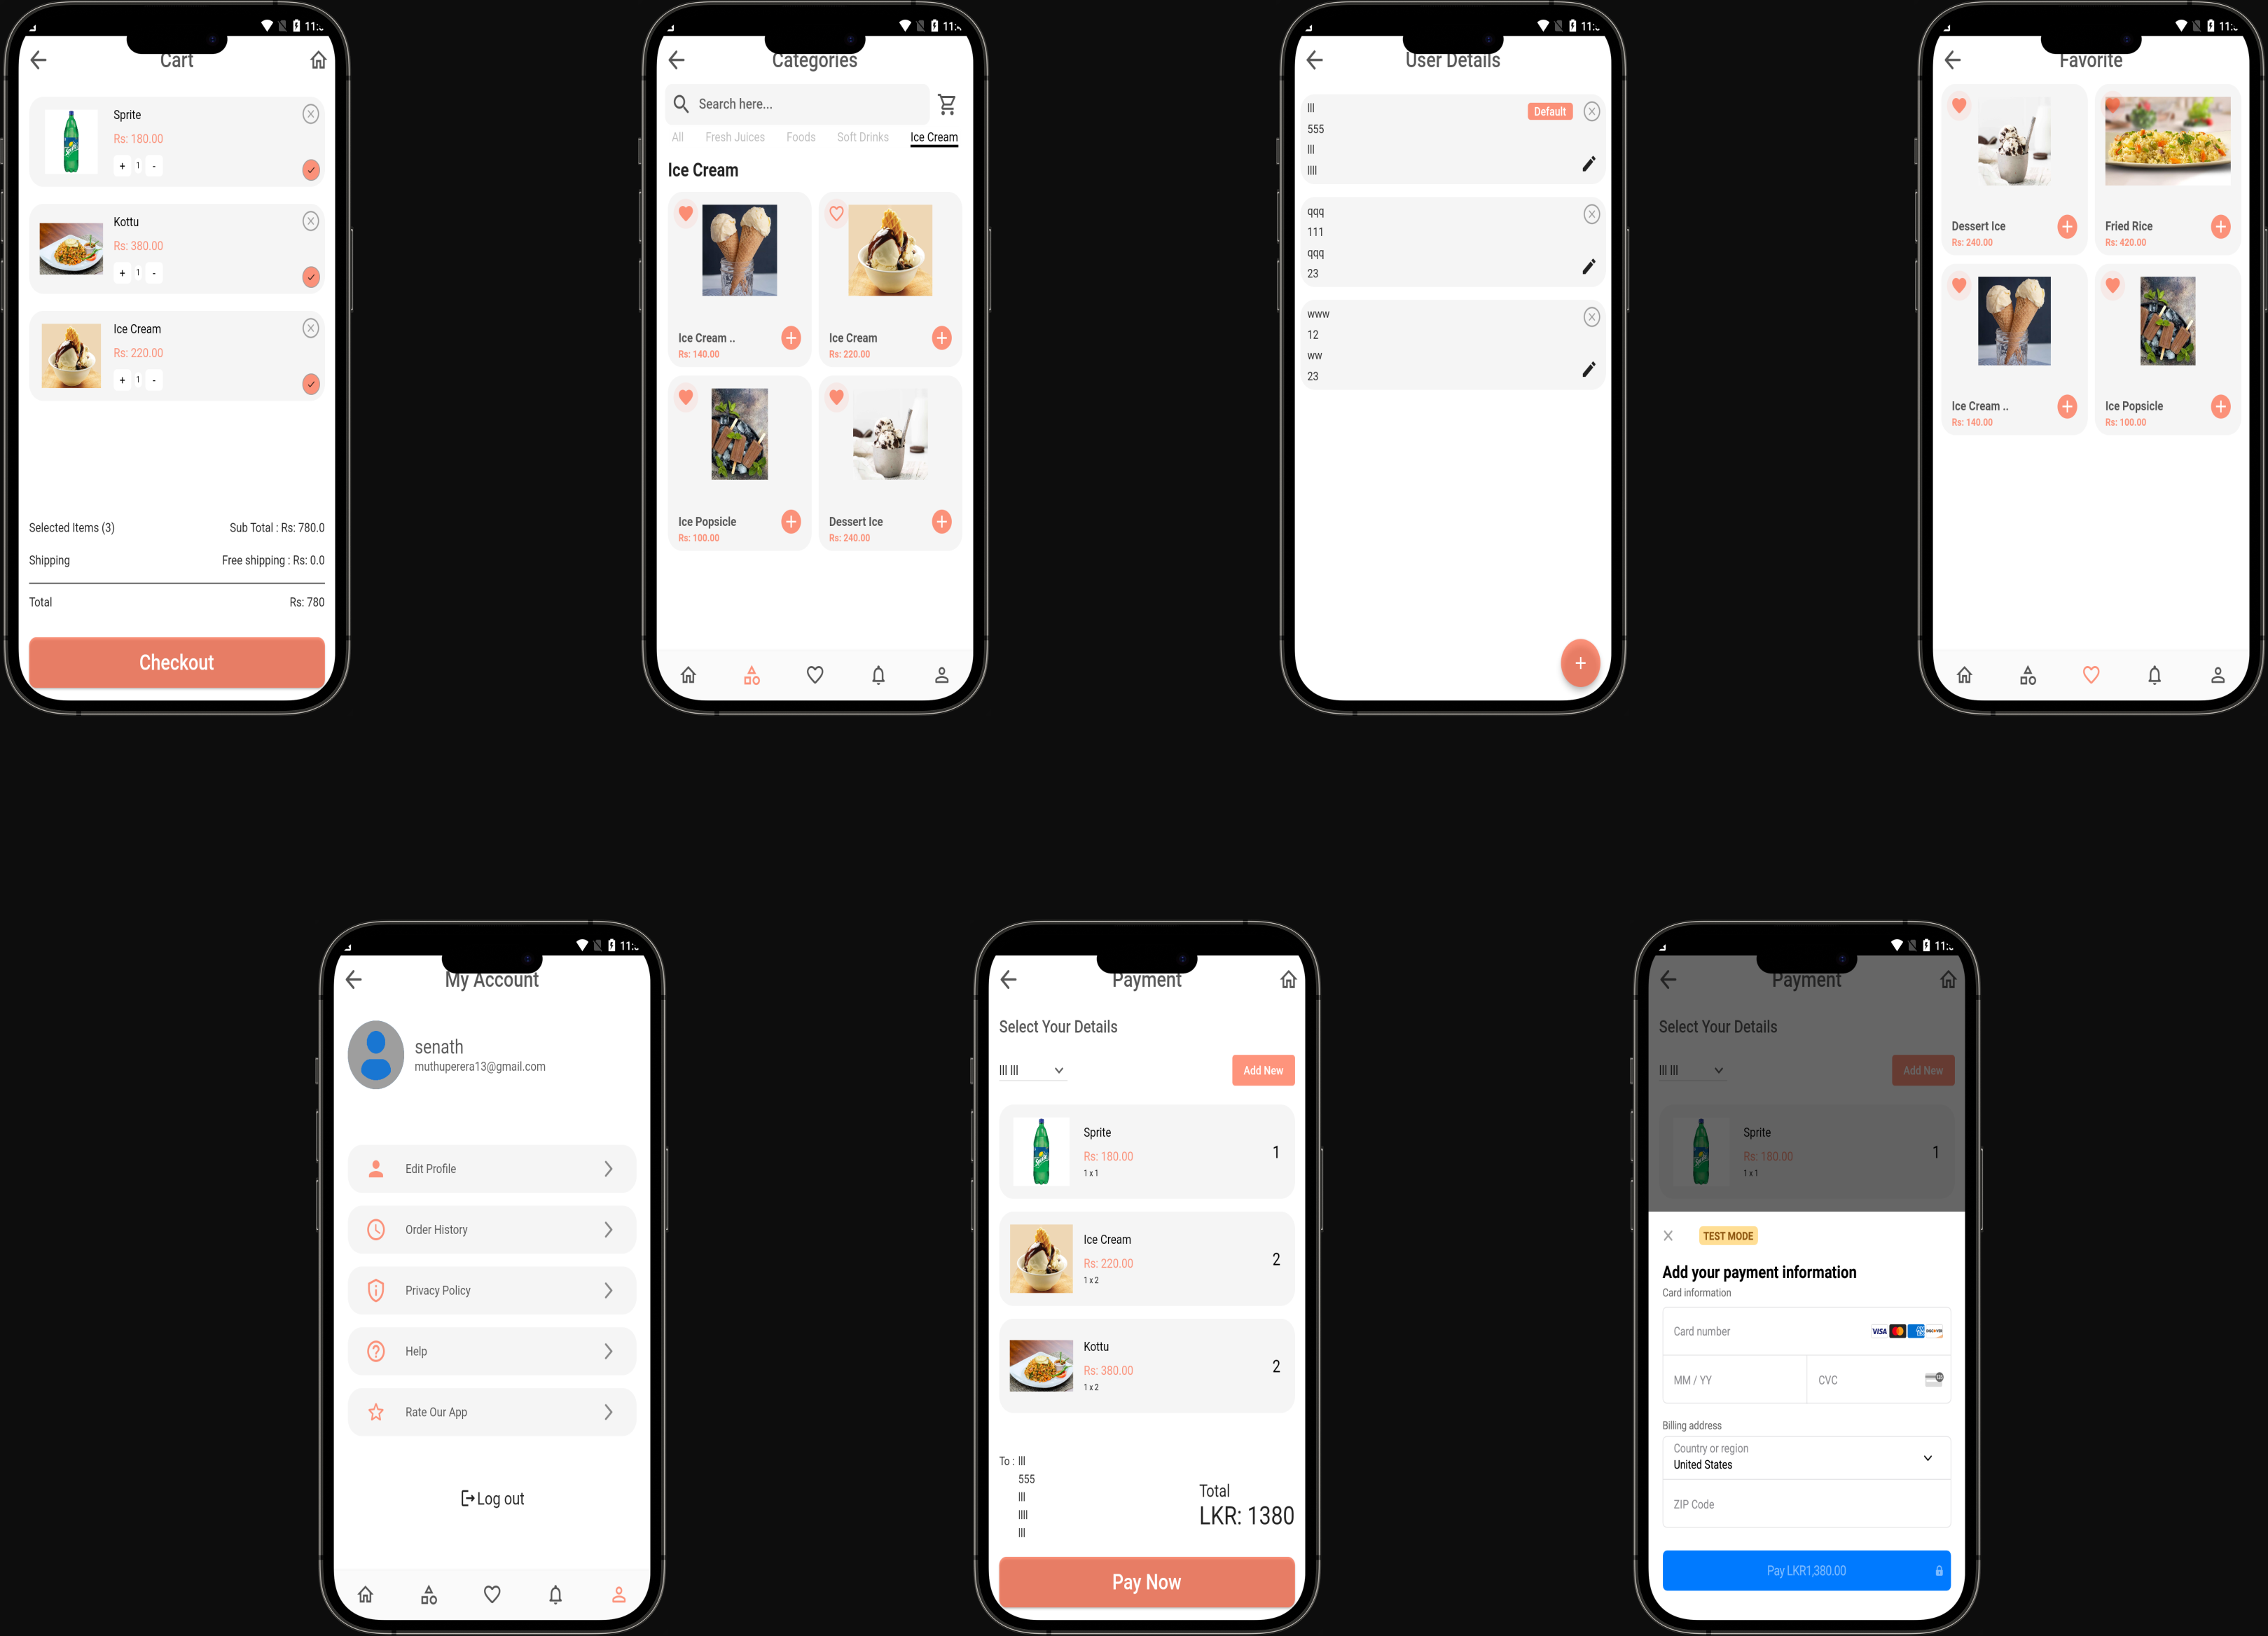 Cart
Sprite
Rs: 180.00
+ 1 -
Kottu
Rs: 380.00
+ 1 -
Ice Cream
Rs: 220.00
+ 1 -
Selected Items (3) Sub Total : Rs: 780.0
Shipping Free shipping : Rs: 0.0
Total Rs: 780
Checkout
Categories
Search here...
All Fresh Juices Foods Soft Drinks Ice Cream
Ice Cream
Ice Cream ..
Rs: 140.00
Ice Cream
Rs: 220.00
Ice Popsicle
Rs: 100.00
Dessert Ice
Rs: 240.00
User Details
lll
Default
555
lll
llll
qqq
111
qqq
23
www
12
ww
23
+
Favorite
Dessert Ice
Rs: 240.00
Fried Rice
Rs: 420.00
Ice Cream ..
Rs: 140.00
Ice Popsicle
Rs: 100.00
My Account
senath
muthuperera13@gmail.com
Edit Profile
Order History
Privacy Policy
Help
Rate Our App
Log out
Payment
Select Your Details
lll lll
Add New
Sprite
Rs: 180.00
1 x 1
1
Ice Cream
Rs: 220.00
1 x 2
2
Kottu
Rs: 380.00
1 x 2
2
To : lll
555
lll
llll
lll
Total
LKR: 1380
Pay Now
Payment
Select Your Details
lll lll
Add New
Sprite
Rs: 180.00
1 x 1
1
TEST MODE
Add your payment information
Card information
Card number
VISA
MM / YY
CVC
Billing address
Country or region
United States
ZIP Code
Pay LKR1,380.00